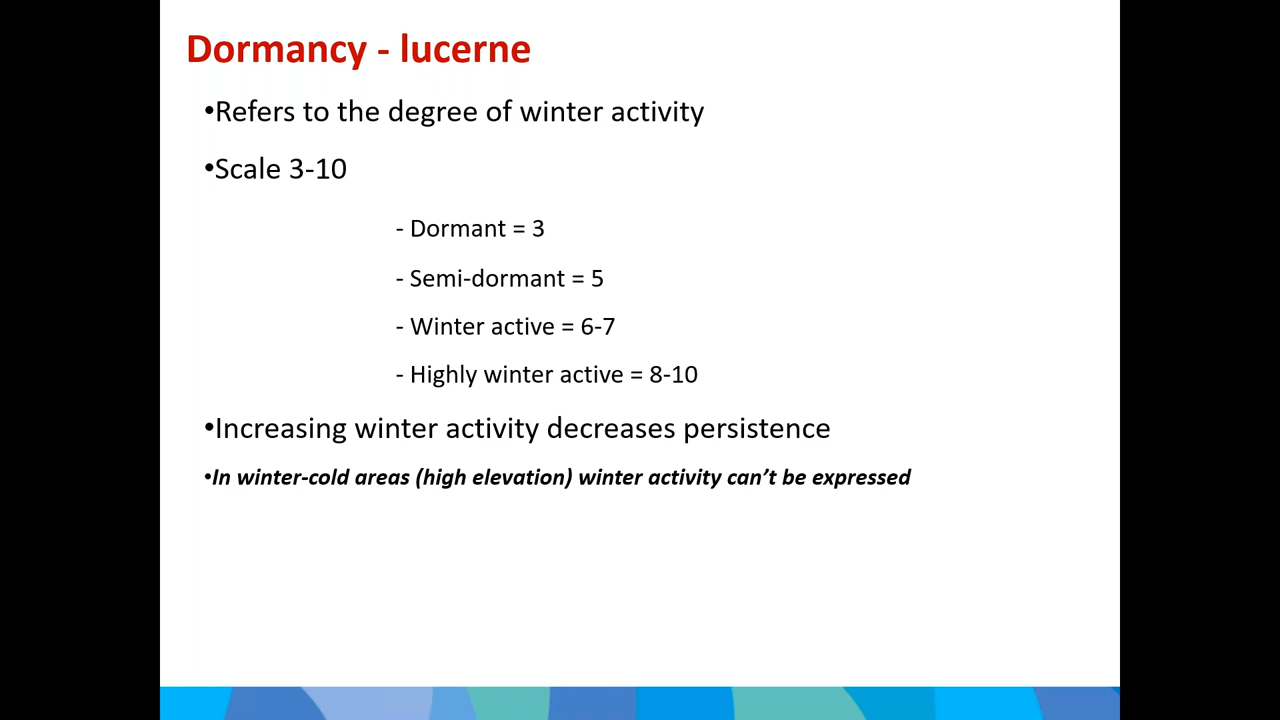 Dormancy - lucerne
•Refers to the degree of winter activity
•Scale 3-10
- Dormant = 3
- Semi-dormant = 5
- Winter active = 6-7
- Highly winter active = 8-10
•Increasing winter activity decreases persistence
•In winter-cold areas (high elevation) winter activity can’t be expressed